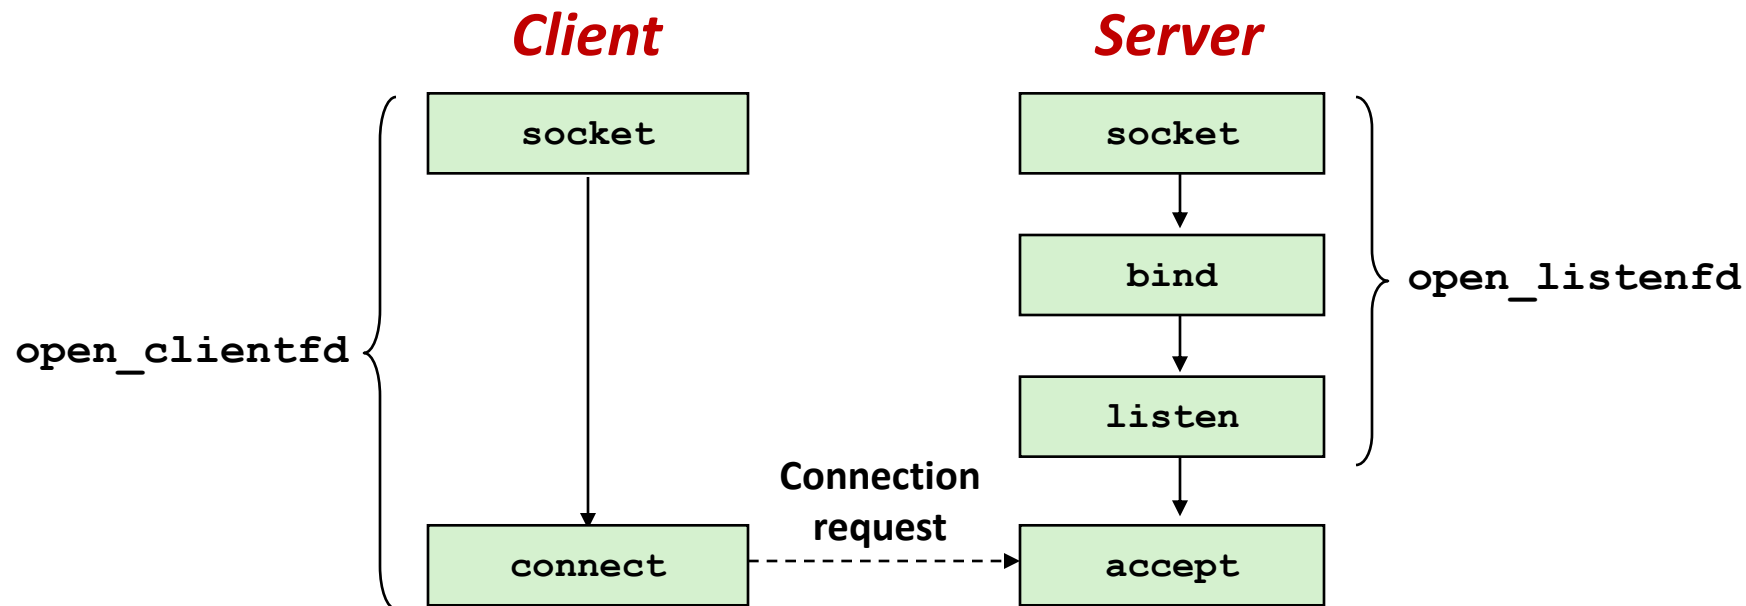 Client
Server
socket
socket
bind
open_listenfd
open_clientfd
listen
Connection
request
connect
accept